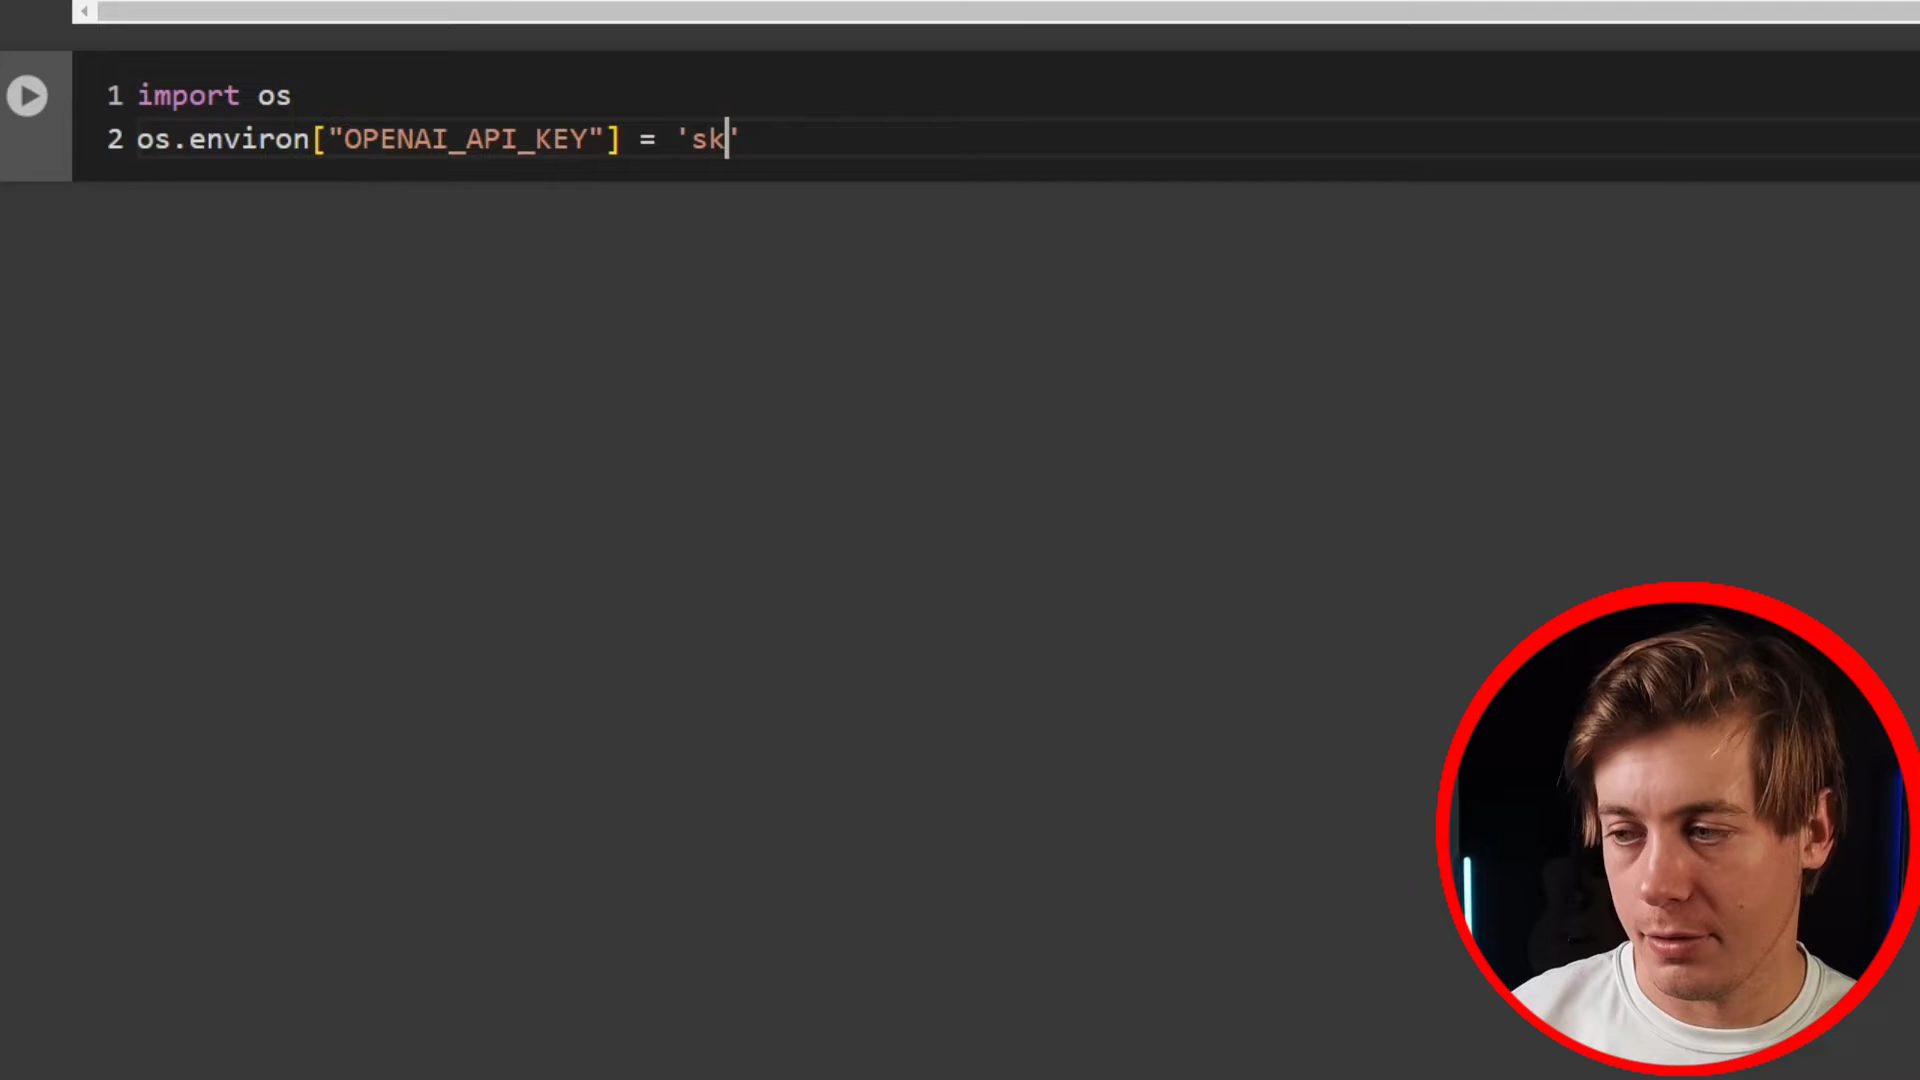 1 import os
2 os.environ["OPENAI_API_KEY"] = 'sk'